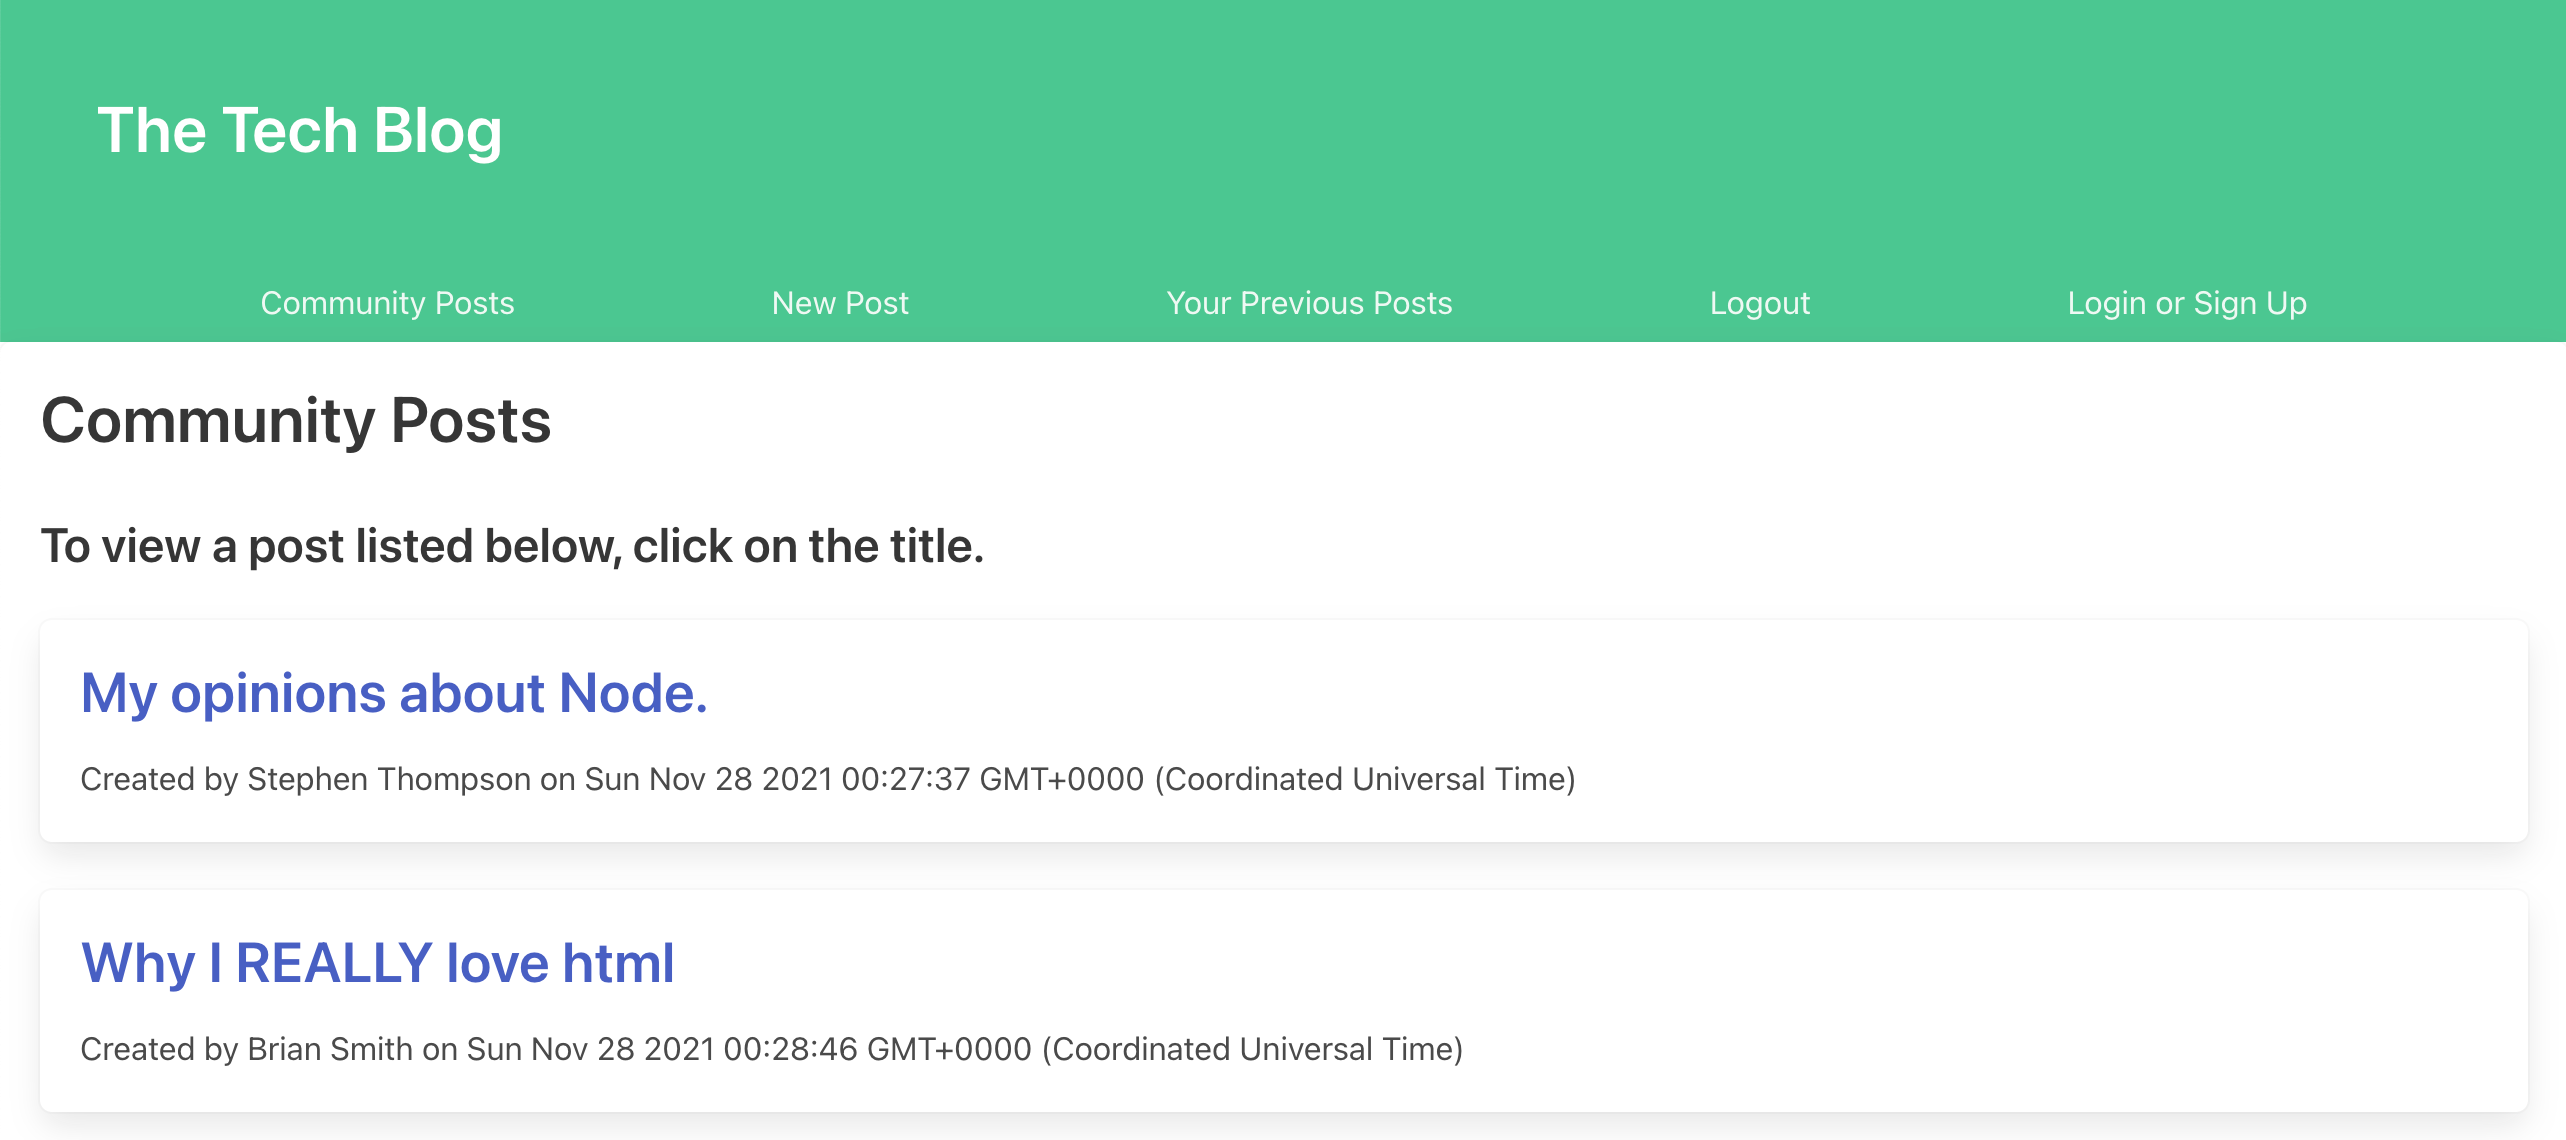 The Tech Blog
Community Posts New Post Your Previous Posts Logout Login or Sign Up
Community Posts
To view a post listed below, click on the title.
My opinions about Node.
Created by Stephen Thompson on Sun Nov 28 2021 00:27:37 GMT+0000 (Coordinated Universal Time)
Why I REALLY love html
Created by Brian Smith on Sun Nov 28 2021 00:28:46 GMT+0000 (Coordinated Universal Time)